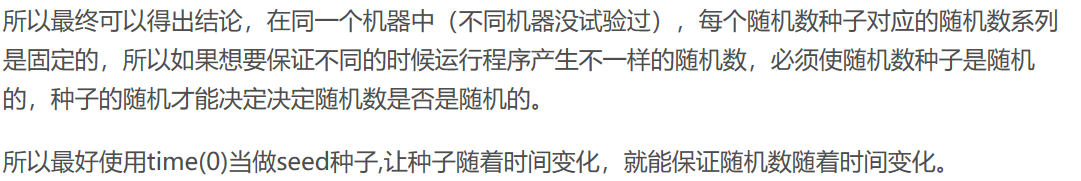 所以最终可以得出结论，在同一个机器中（不同机器没试验过），每个随机数种子对应的随机数系列
是固定的，所以如果想要保证不同的时候运行程序产生不一样的随机数，必须使随机数种子是随机
的，种子的随机才能决定决定随机数是否是随机的。
所以最好使用time(0)当做seed种子,让种子随着时间变化，就能保证随机数随着时间变化。